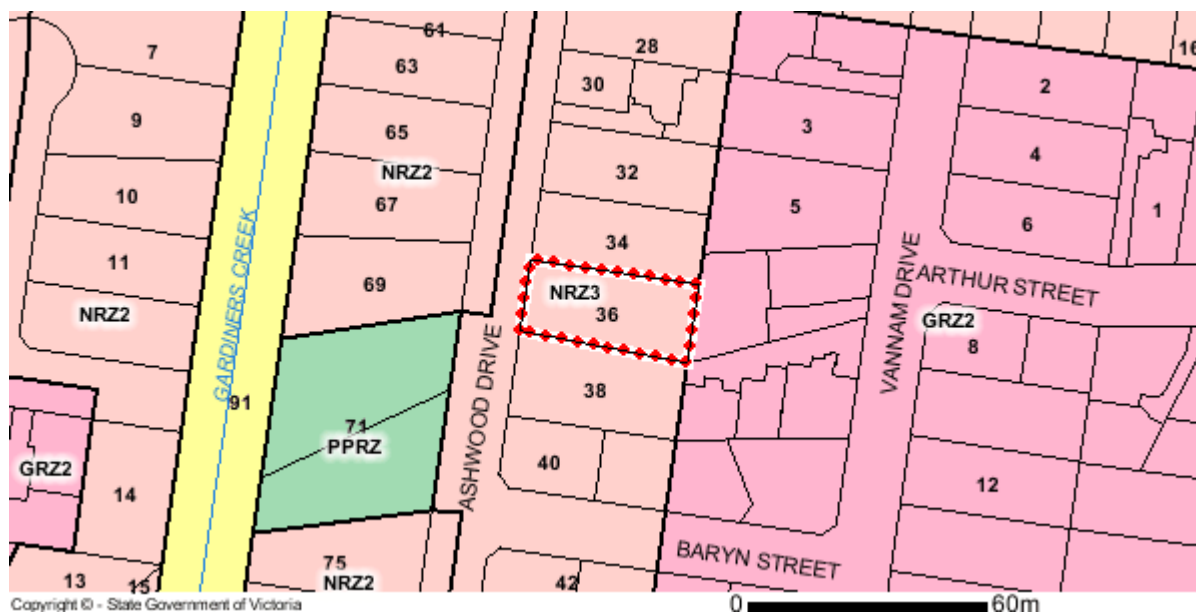 7
61
28
16
63
30
2
9
65
3
NRZ2
4
32
10
67
5
1
6
34
11
69
NRZ3
ARTHUR STREET
36
NRZ2
GRZ2
8
GARDINERS CREEK
ASHWOOD DRIVE
VANNAM DRIVE
38
91
71
PPRZ
40
GRZ2
12
14
BARYN STREET
75
13
15
NRZ2
42
Copyright © - State Government of Victoria
0 60m